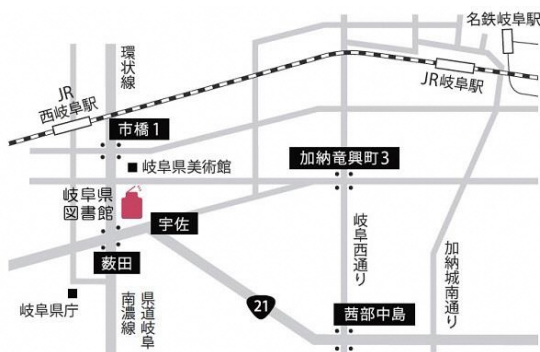 名鉄岐阜駅
環状線
JR
西岐阜駅
JR岐阜駅
市橋1
岐阜県美術館
加納竜興町3
岐阜県
図書館
宇佐
薮田
岐阜西通り
加納城南通り
岐阜県庁
県道岐阜
南濃線
21
茜部中島